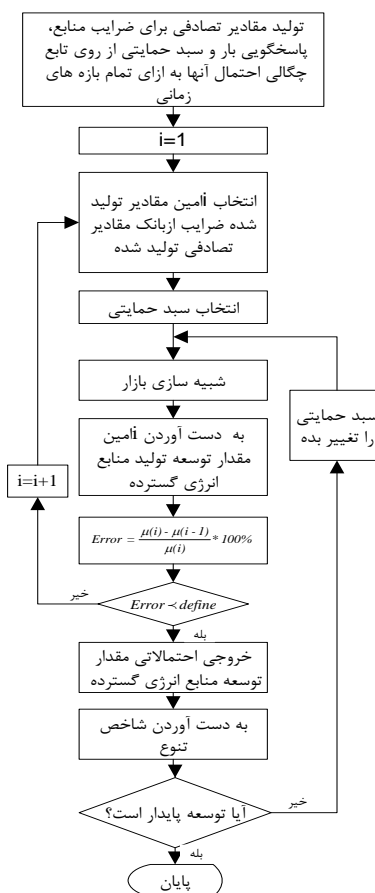 تولید مقادیر تصادفی برای ضرایب منابع،
پاسخگویی بار و سبد حمایتی از روی تابع
چگالی احتمال آنها به ازای تمام بازه های
زمانی
i=1
انتخاب iامین مقادیر تولید
شده ضرایب ازبانک مقادیر
تصادفی تولید شده
انتخاب سبد حمایتی
شبیه سازی بازار
سبد حمایتی
را تغییر بده
به دست آوردن iامین
مقدار توسعه تولید منابع
انرژی گسترده
i=i+1
Error = \frac{μ(i) - μ(i - 1)}{μ(i)} * 100%
خیر
Error ≺ define
بله
خروجی احتمالاتی مقدار
توسعه منابع انرژی گسترده
به دست آوردن شاخص
تنوع
آیا توسعه پایدار است؟
خیر
بله
پایان